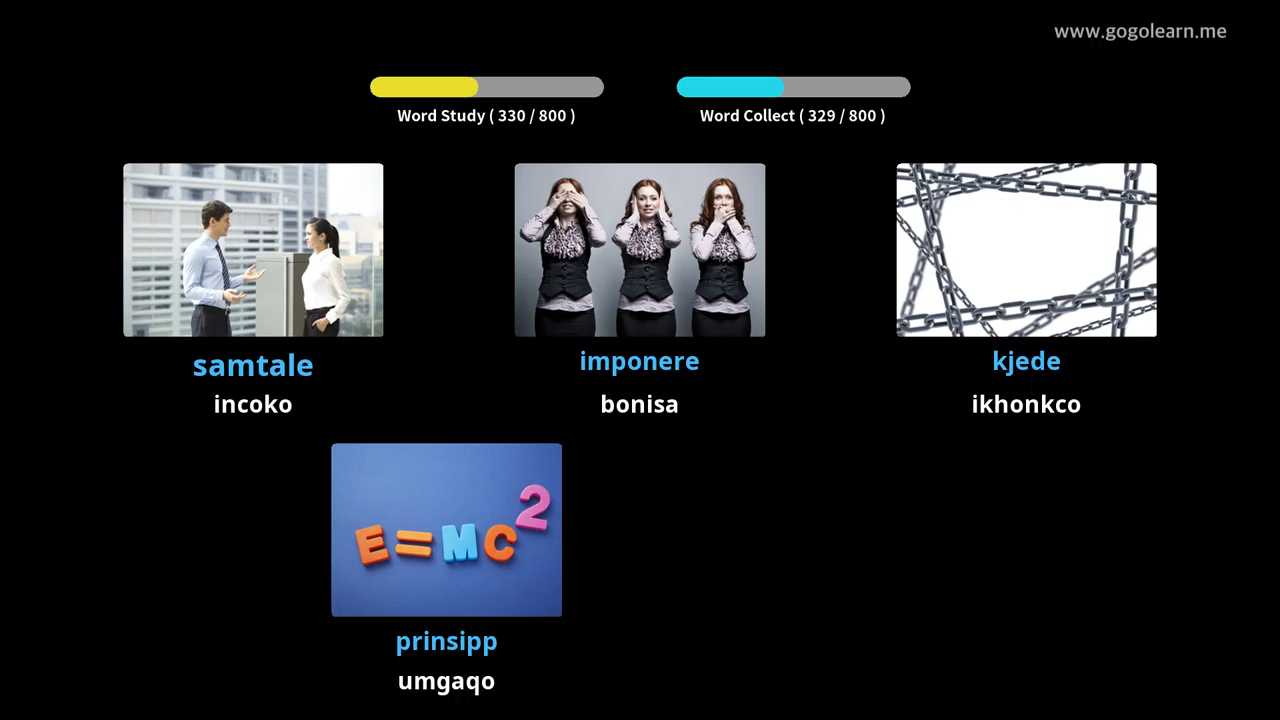 www.gogolearn.me
Word Study ( 330 / 800 )
Word Collect ( 329 / 800 )
samtale
incoko
imponere
bonisa
kjede
ikhonkco
E=MC2
prinsipp
umgaqo